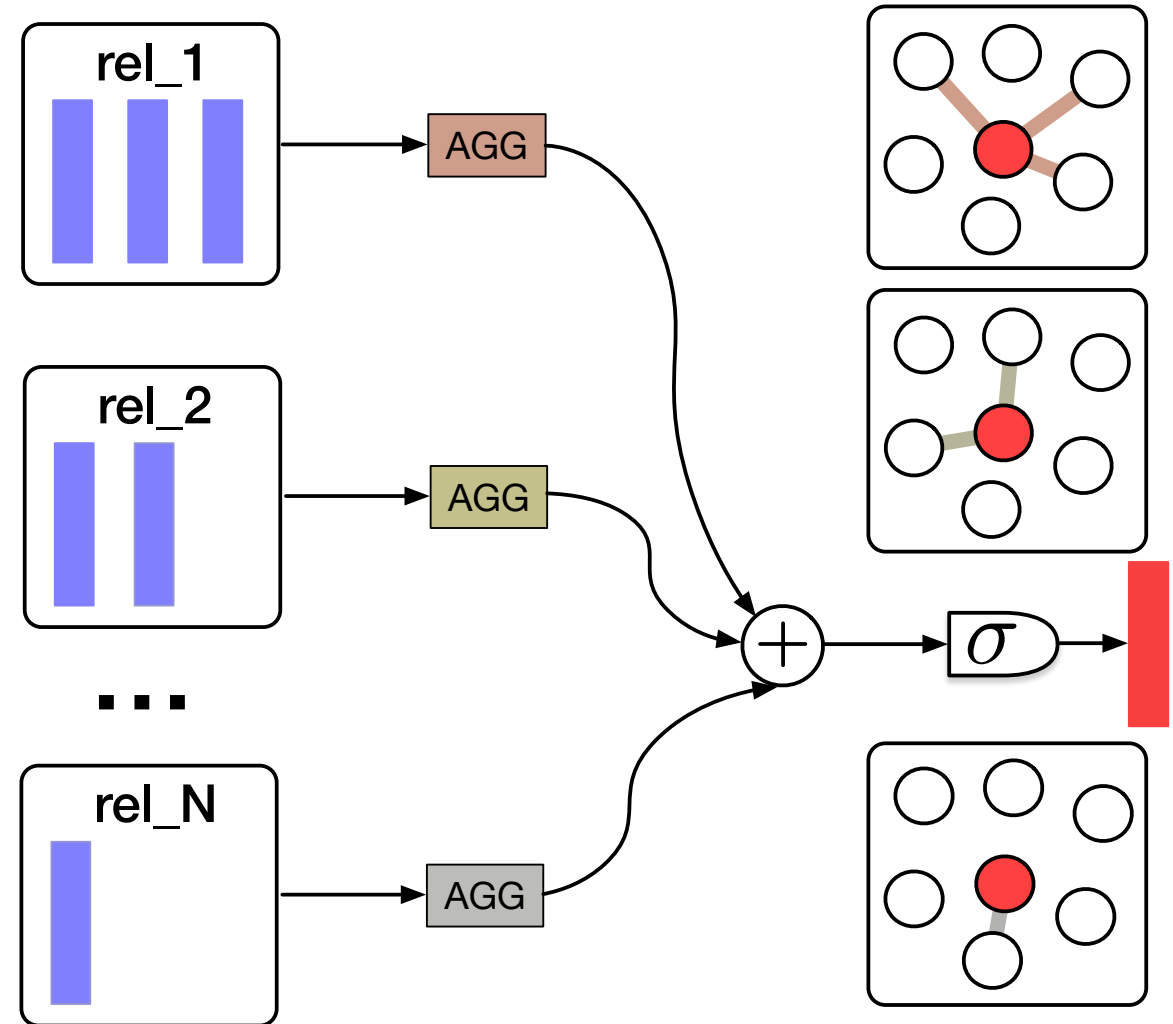 rel_1
AGG
rel_2
AGG
+
σ
...
rel_N
AGG